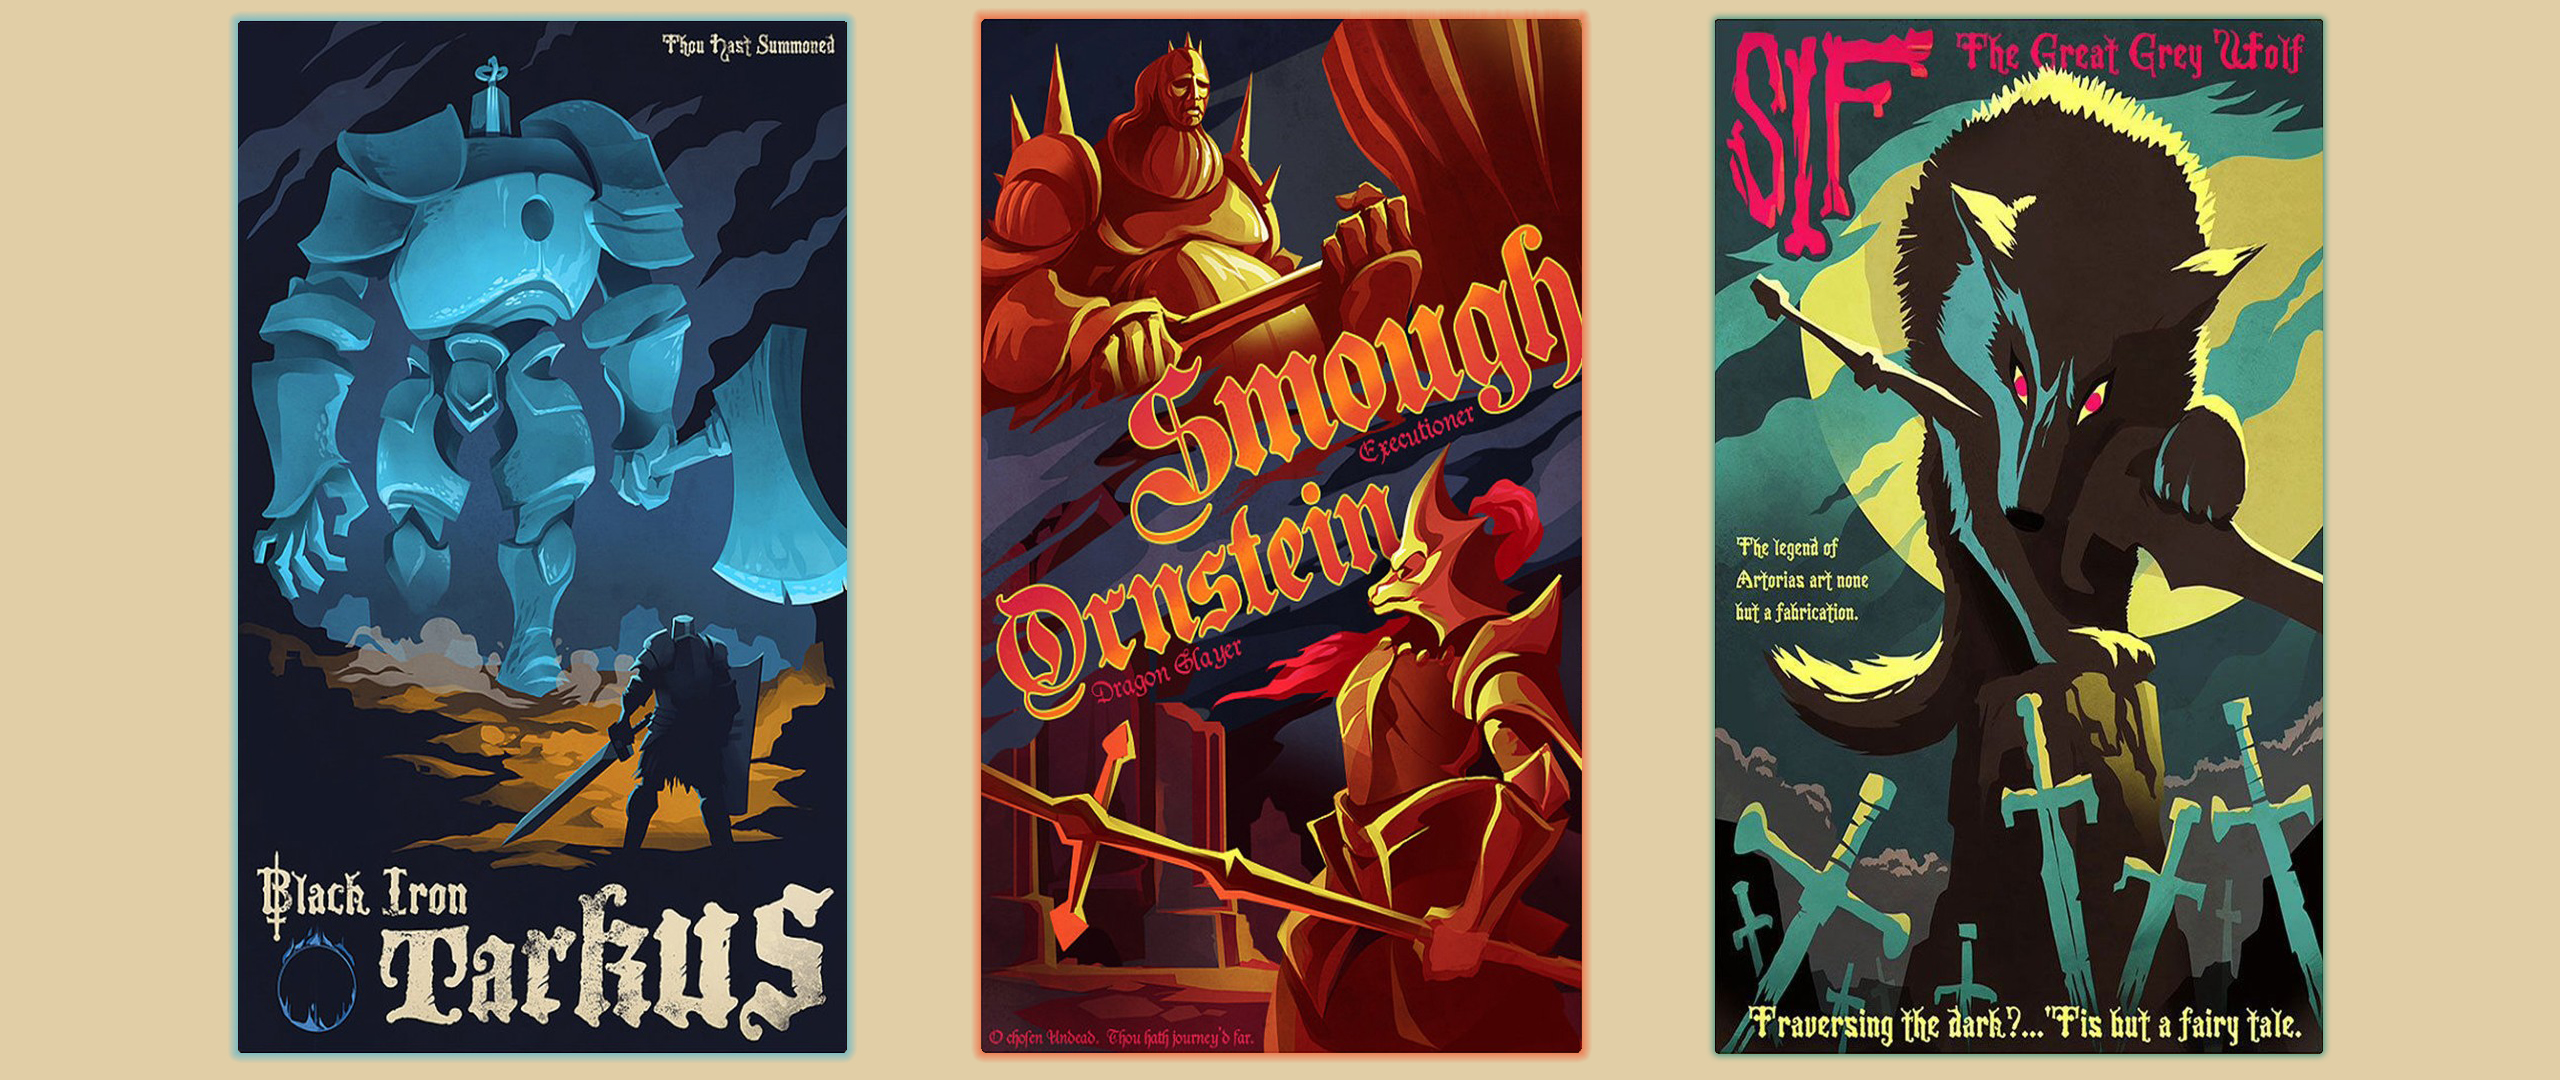 Thou Hast Summoned
Black Iron
Tarkus
Smough
Executioner
Ornstein
Dragon Slayer
O chosen Undead. Thou hath journey'd far.
SIF
The Great Grey Wolf
The legend of
Artorias art none
but a fabrication.
Traversing the dark?... 'Tis but a fairy tale.